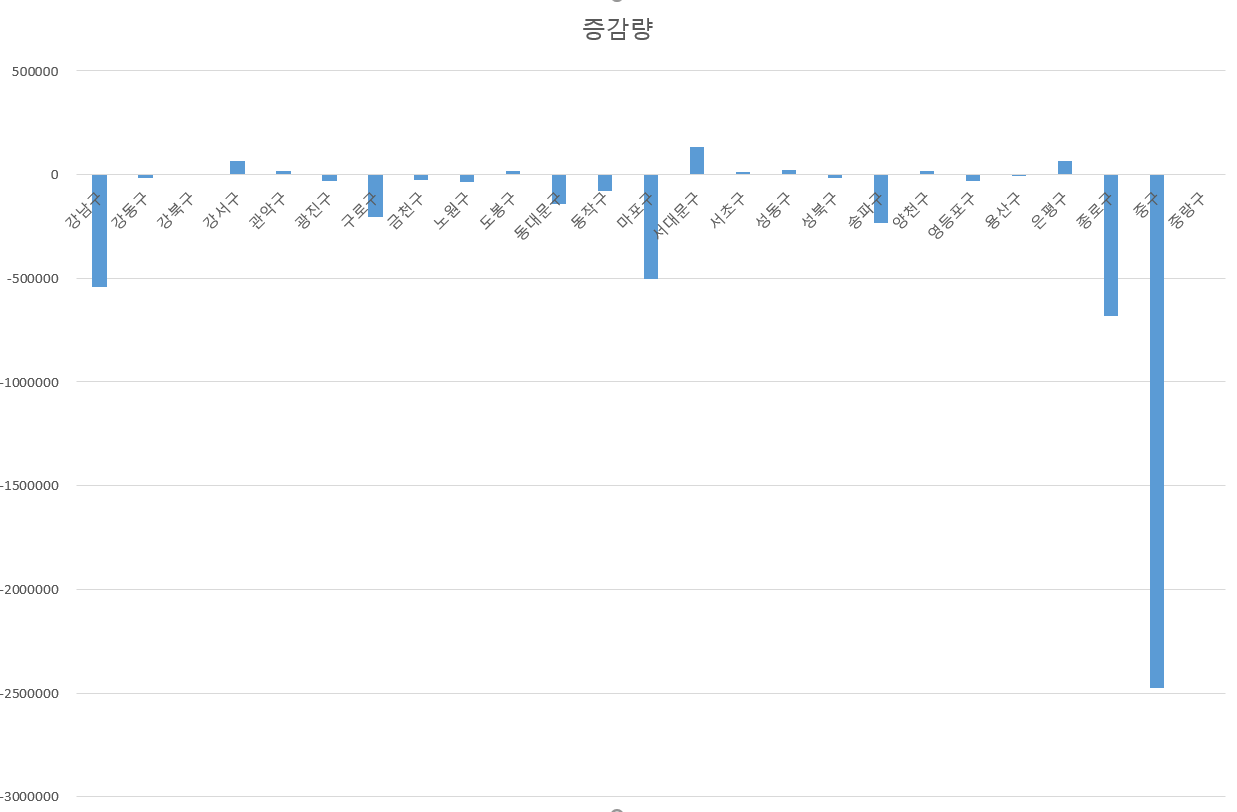 증감량
500000
0
-500000
-1000000
-1500000
-2000000
-2500000
-3000000
강남구
강동구
강북구
강서구
관악구
광진구
구로구
금천구
노원구
도봉구
동대문구
동작구
마포구
서대문구
서초구
성동구
성북구
송파구
양천구
영등포구
용산구
은평구
종로구
중구
중랑구